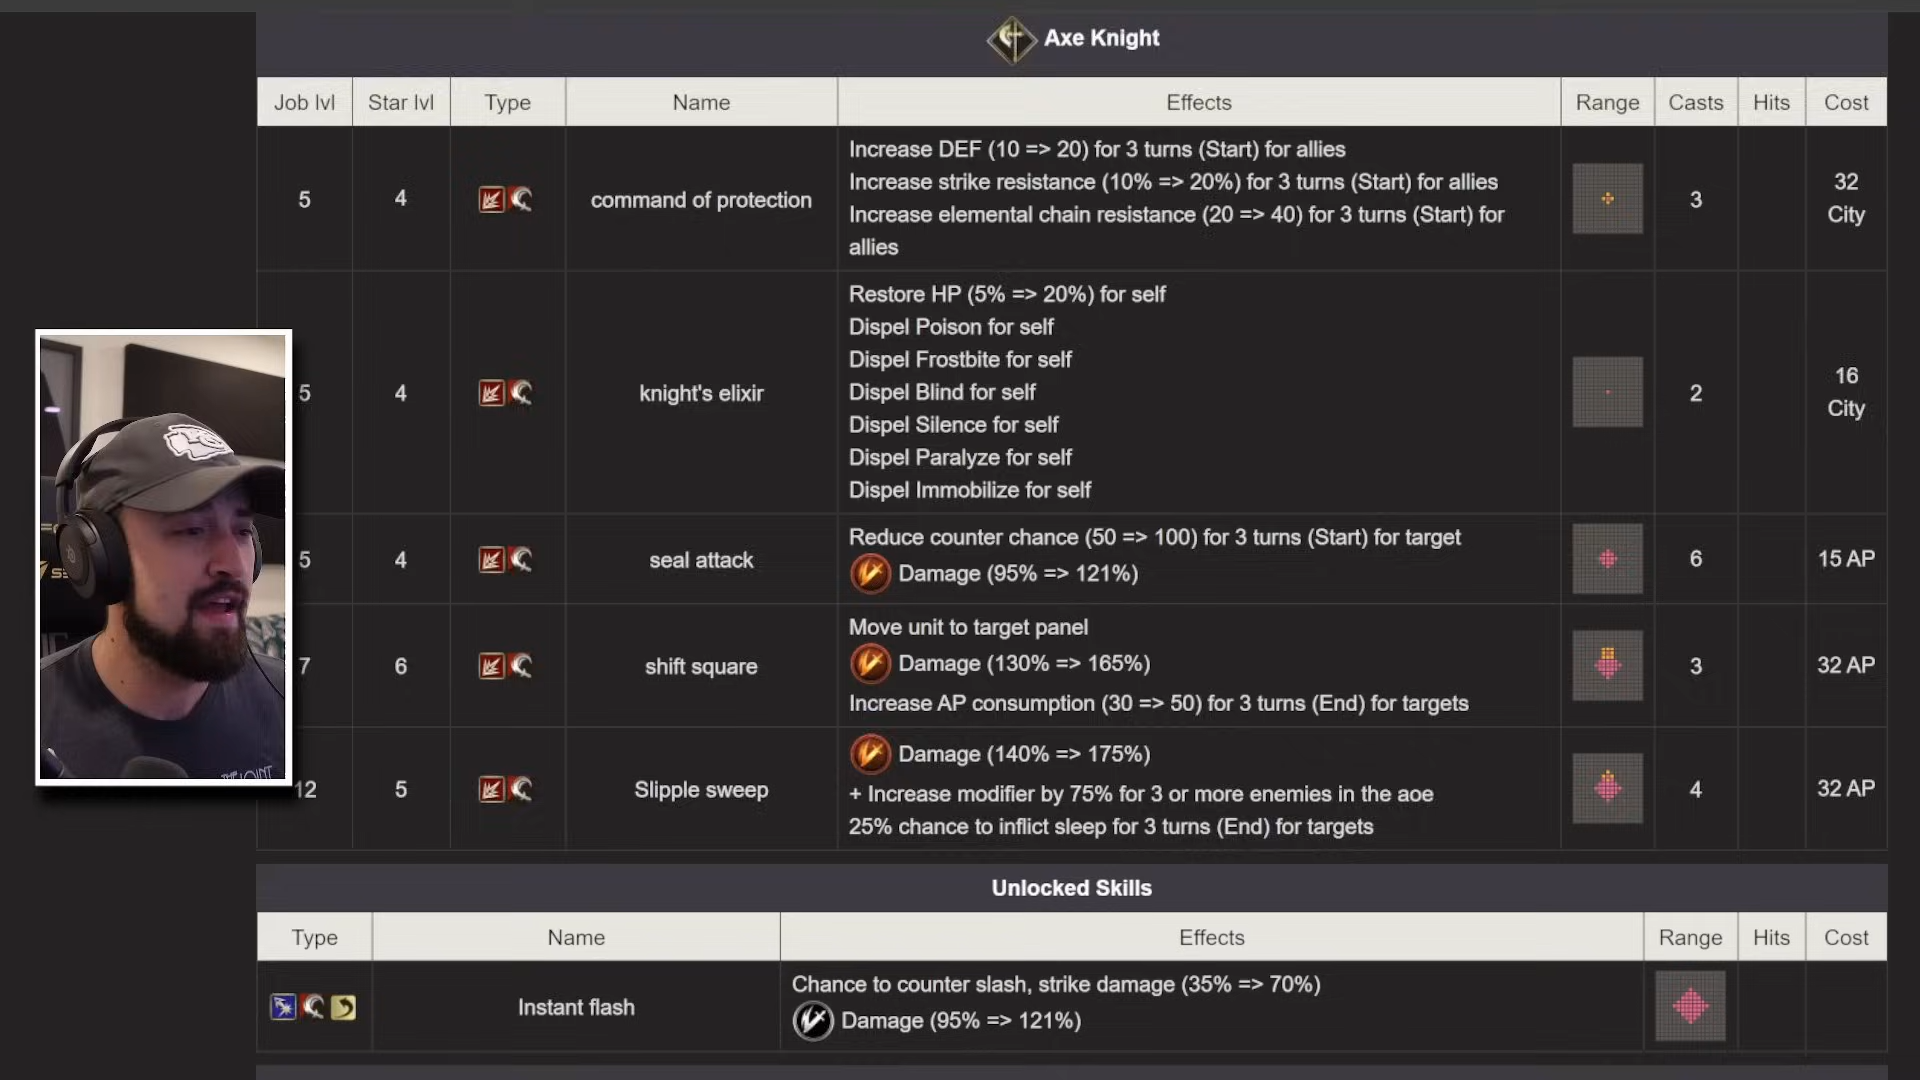 Axe Knight
Job lvl Star lvl Type Name Effects Range Casts Hits Cost
5 4 command of protection
Increase DEF (10 => 20) for 3 turns (Start) for allies
Increase strike resistance (10% => 20%) for 3 turns (Start) for allies
Increase elemental chain resistance (20 => 40) for 3 turns (Start) for
allies
3
32
City
5 4 knight's elixir
Restore HP (5% => 20%) for self
Dispel Poison for self
Dispel Frostbite for self
Dispel Blind for self
Dispel Silence for self
Dispel Paralyze for self
Dispel Immobilize for self
2
16
City
5 4 seal attack
Reduce counter chance (50 => 100) for 3 turns (Start) for target
Damage (95% => 121%)
6 15 AP
7 6 shift square
Move unit to target panel
Damage (130% => 165%)
Increase AP consumption (30 => 50) for 3 turns (End) for targets
3 32 AP
12 5 Slipple sweep
Damage (140% => 175%)
+ Increase modifier by 75% for 3 or more enemies in the aoe
25% chance to inflict sleep for 3 turns (End) for targets
4 32 AP
Unlocked Skills
Type Name Effects Range Hits Cost
Instant flash
Chance to counter slash, strike damage (35% => 70%)
Damage (95% => 121%)